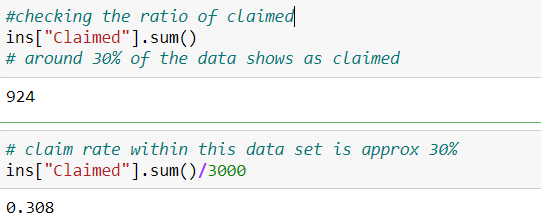 #checking the ratio of claimed
ins["Claimed"].sum()
# around 30% of the data shows as claimed
924
# claim rate within this data set is approx 30%
ins["Claimed"].sum()/3000
0.308